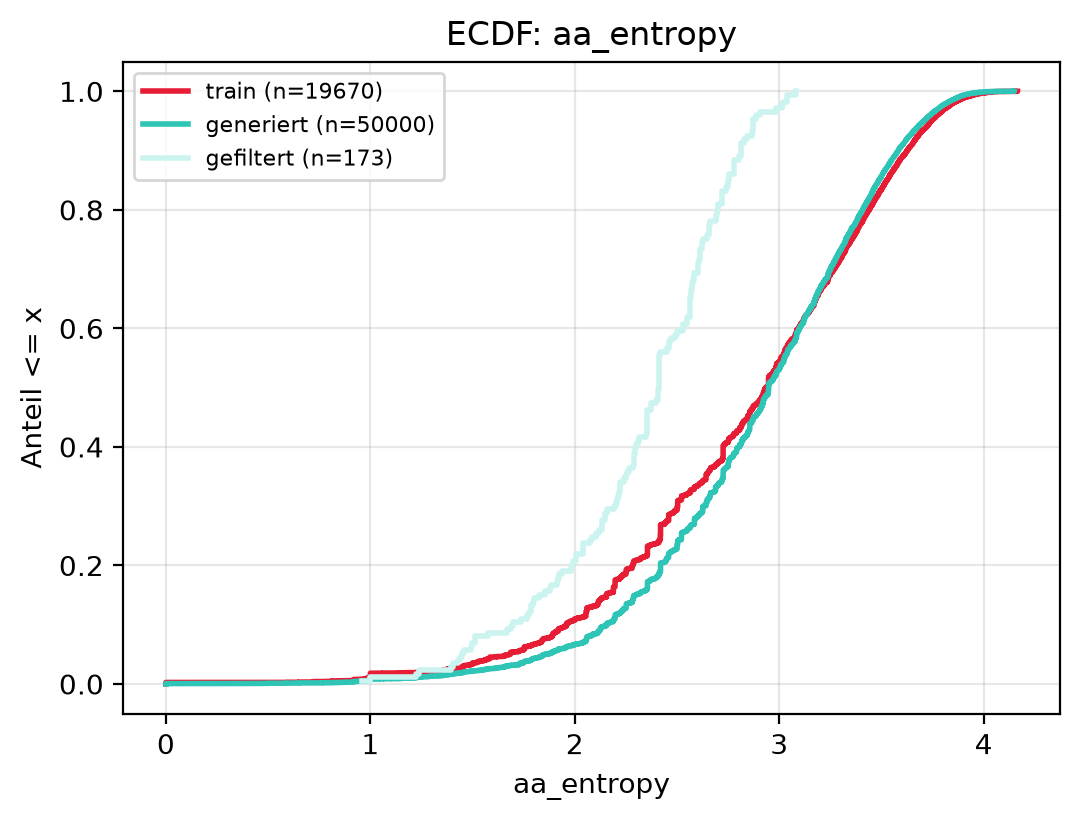 ECDF: aa_entropy
train (n=19670)
generiert (n=50000)
gefiltert (n=173)
Anteil <= x
1.0
0.8
0.6
0.4
0.2
0.0
0 1 2 3 4
aa_entropy